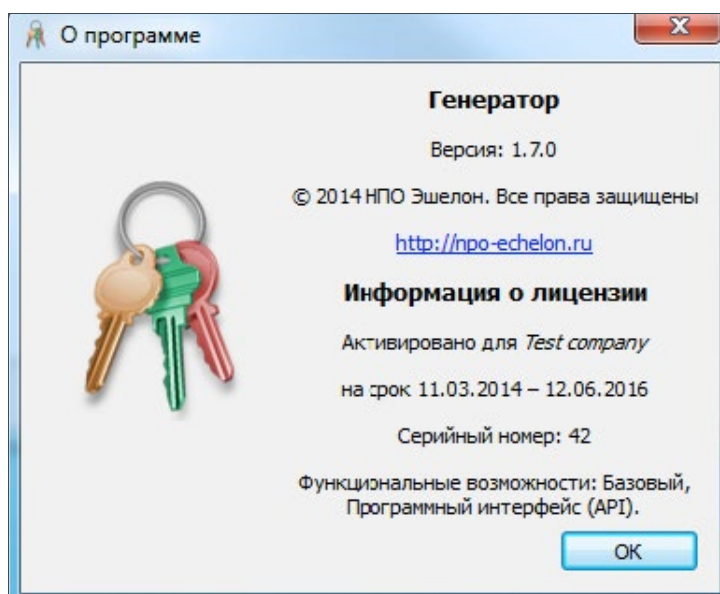 О программе
Генератор
Версия: 1.7.0
© 2014 НПО Эшелон. Все права защищены
http://npo-echelon.ru
Информация о лицензии
Активировано для Test company
на срок 11.03.2014 – 12.06.2016
Серийный номер: 42
Функциональные возможности: Базовый,
Программный интерфейс (API).
ОК